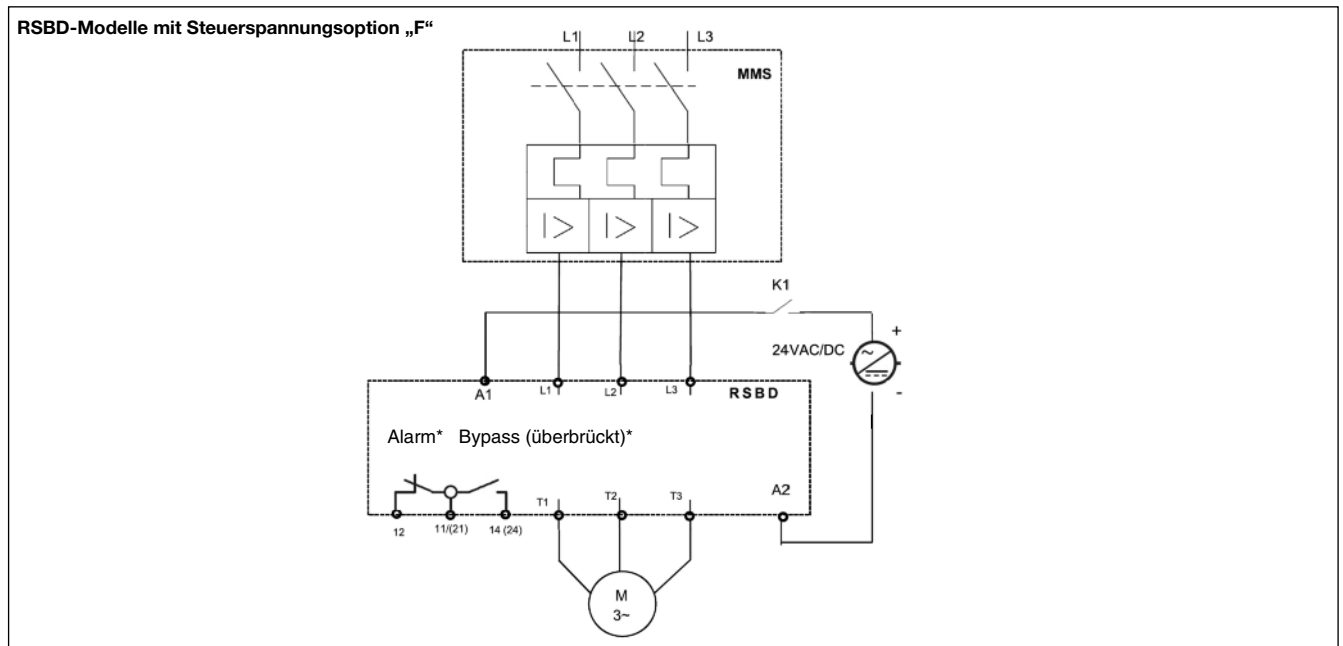 RSBD-Modelle mit Steuerspannungsoption „F“
L1 L2 L3
MMS
I> I> I>
K1
+
24VAC/DC
-
A1 L1 L2 L3 RSBD
Alarm* Bypass (überbrückt)*
T1 T2 T3 A2
12 11/(21) 14 (24)
M
3~